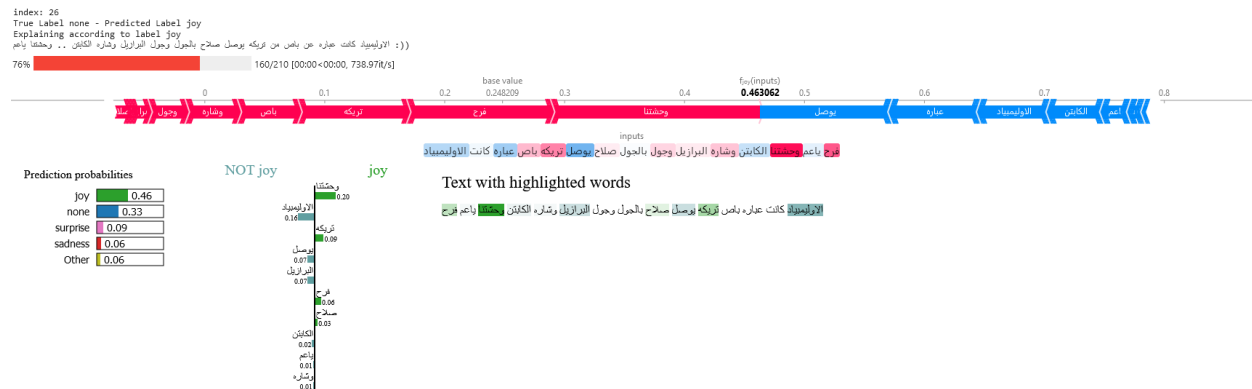 index: 26
True Label none - Predicted Label joy
Explaining according to label joy
الاوليمبياد كانت عباره عن باص من تريكه يوصل صلاح بالجول وجول البرازيل وشاره الكابتن .. وحشتنا ياعم :))
76% 160/210 [00:00<00:00, 738.97it/s]
base value fjoy(inputs)
0 0.1 0.2 0.248209 0.3 0.4 0.463062 0.5 0.6 0.7 0.8
وجول وشاره باص تريكه فرح وحشتنا يوصل عباره الاوليمبياد الكابتن
inputs
الاوليمبياد كانت عباره باص تريكه يوصل صلاح بالجول وجول البرازيل وشاره الكابتن وحشتنا ياعم فرح
Prediction probabilities
joy 0.46
none 0.33
surprise 0.09
sadness 0.06
Other 0.06
NOT joy joy
وحشتنا
0.20
الاوليمبياد
0.16
تريكه
0.09
يوصل
0.07
البرازيل
0.07
فرح
0.06
صلاح
0.03
الكابتن
0.02
ياعم
0.01
وشاره
0.01
Text with highlighted words
الاوليمبياد كانت عباره باص تريكه يوصل صلاح بالجول وجول البرازيل وشاره الكابتن وحشتنا ياعم فرح